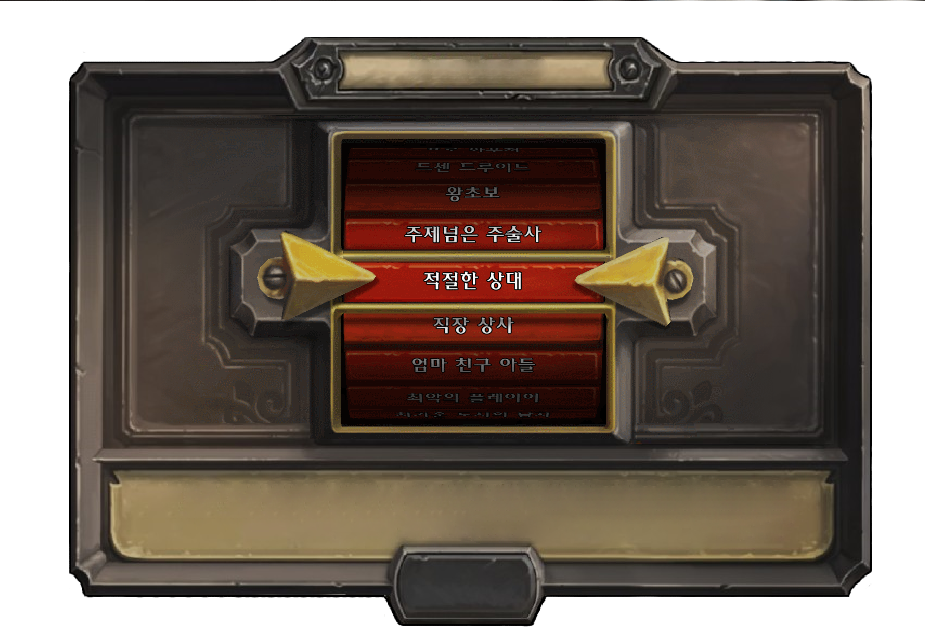 드센 드루이드
왕초보
주제넘은 주술사
적절한 상대
직장 상사
엄마 친구 아들
최악의 플레이어